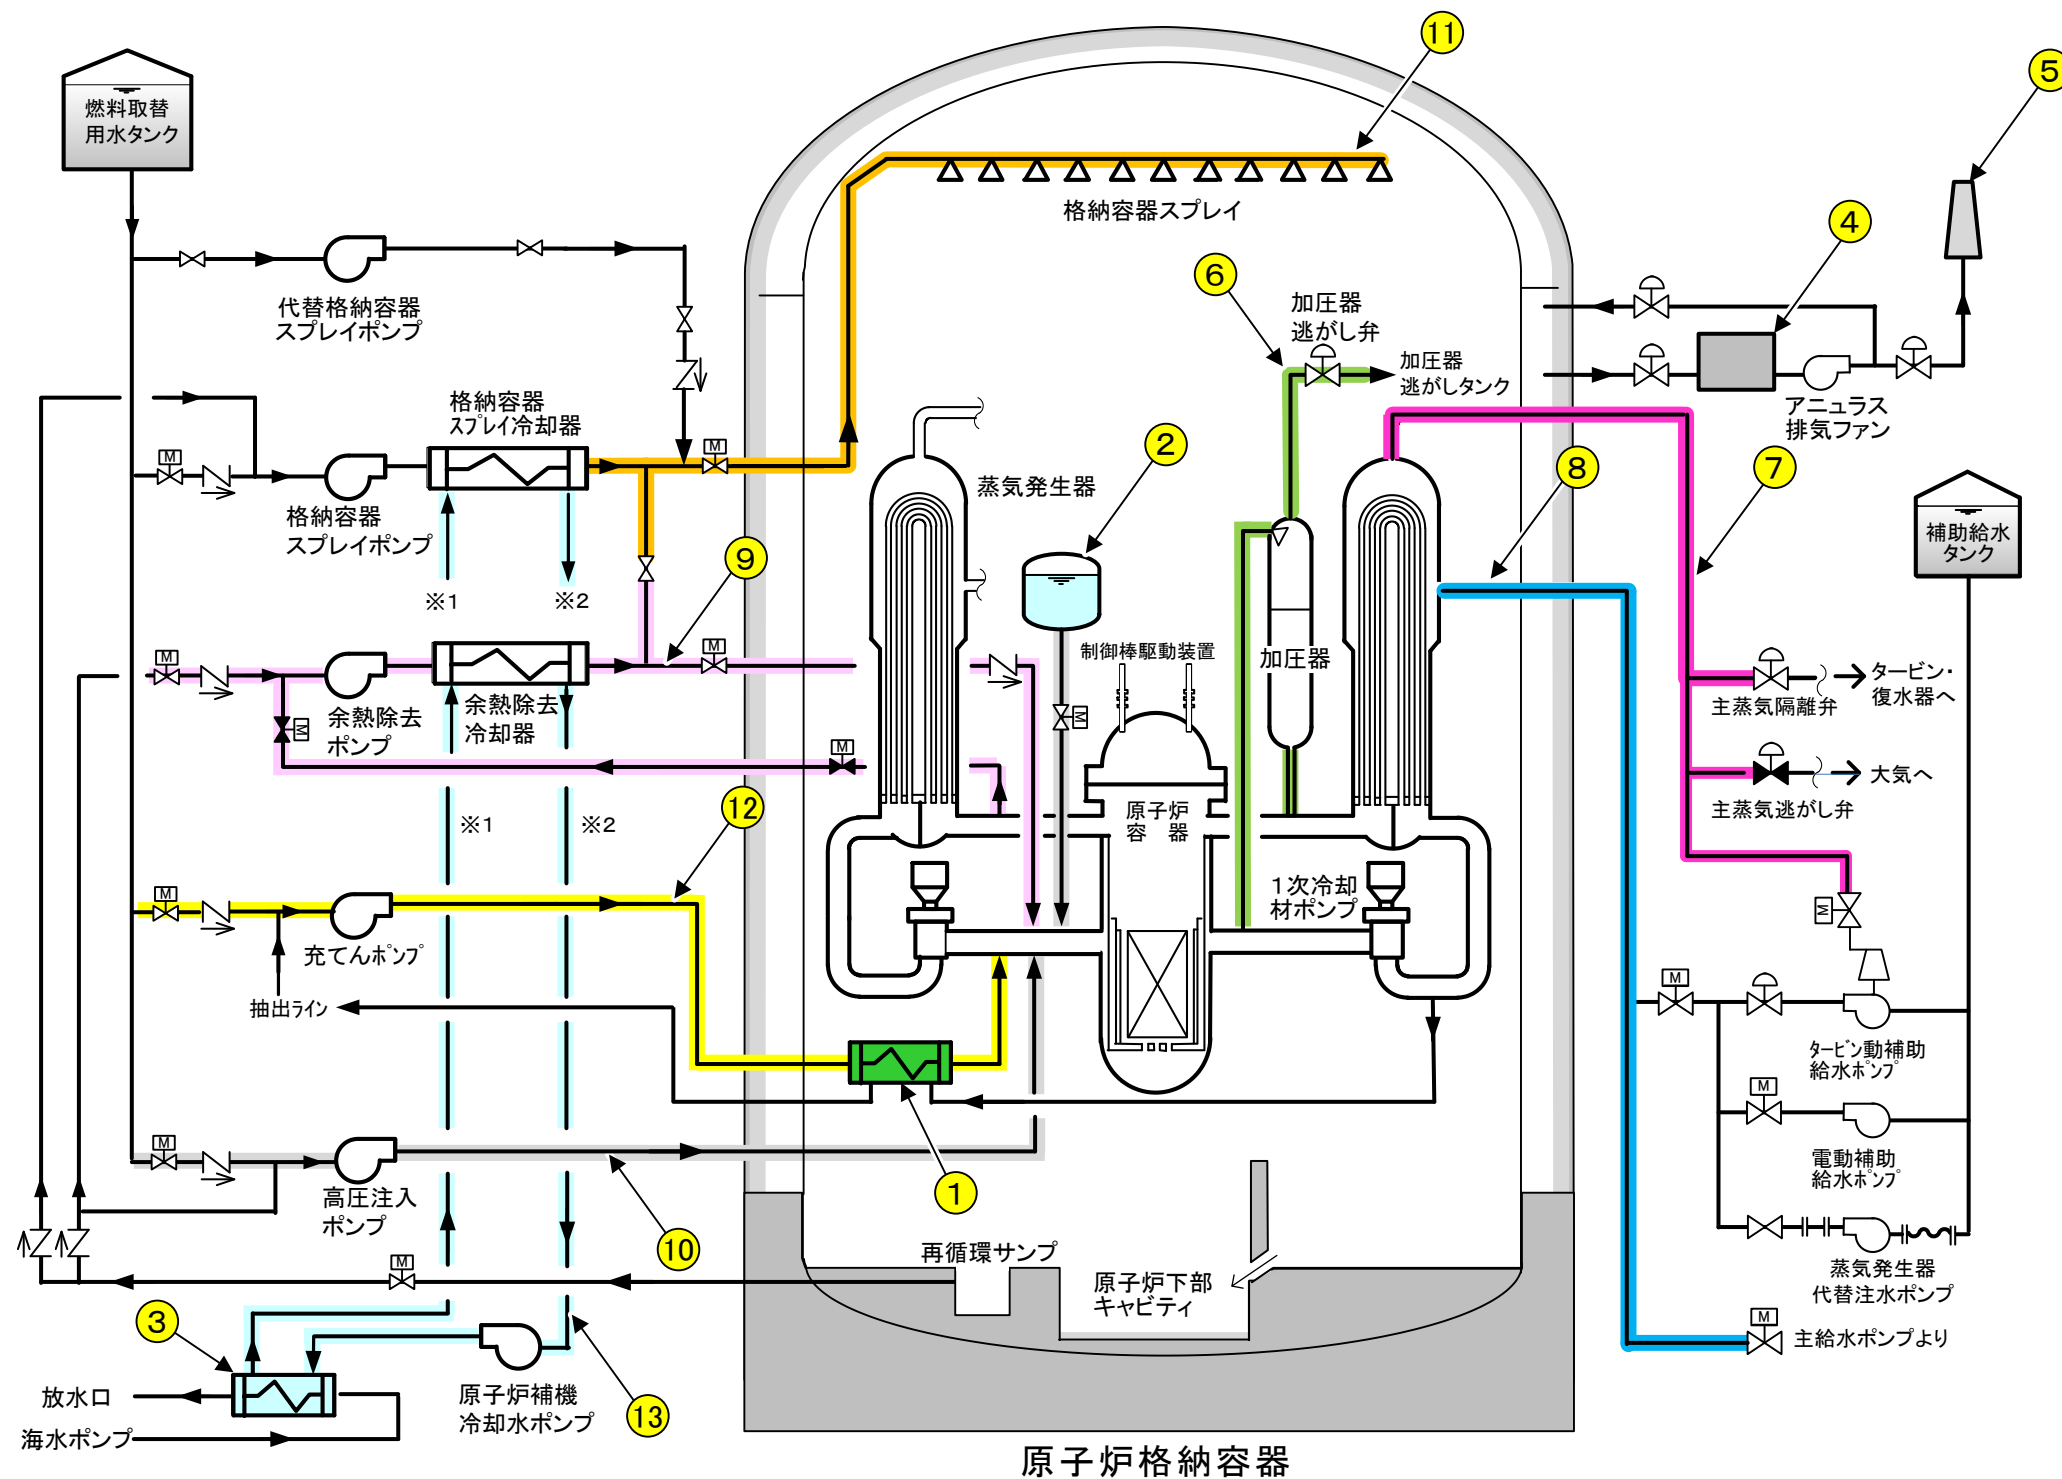 燃料取替
用水タンク
代替格納容器
スプレイポンプ
格納容器
スプレイ冷却器
M
M
格納容器
スプレイポンプ
※1
※2
M
M
M
M
余熱除去
ポンプ
余熱除去
冷却器
※1
※2
M
充てんポンプ
抽出ライン
M
高圧注入
ポンプ
M
放水口
海水ポンプ
原子炉補機
冷却水ポンプ
格納容器スプレイ
加圧器
逃がし弁
加圧器
逃がしタンク
蒸気発生器
制御棒駆動装置
M
加圧器
原子炉
容 器
1次冷却
材ポンプ
再循環サンプ
原子炉下部
キャビティ
原子炉格納容器
アニュラス
排気ファン
補助給水
タンク
タービン・
復水器へ
主蒸気隔離弁
大気へ
主蒸気逃がし弁
M
M
タービン動補助
給水ポンプ
M
電動補助
給水ポンプ
蒸気発生器
代替注水ポンプ
M
主給水ポンプより
1
2
3
4
5
6
7
8
9
10
11
12
13